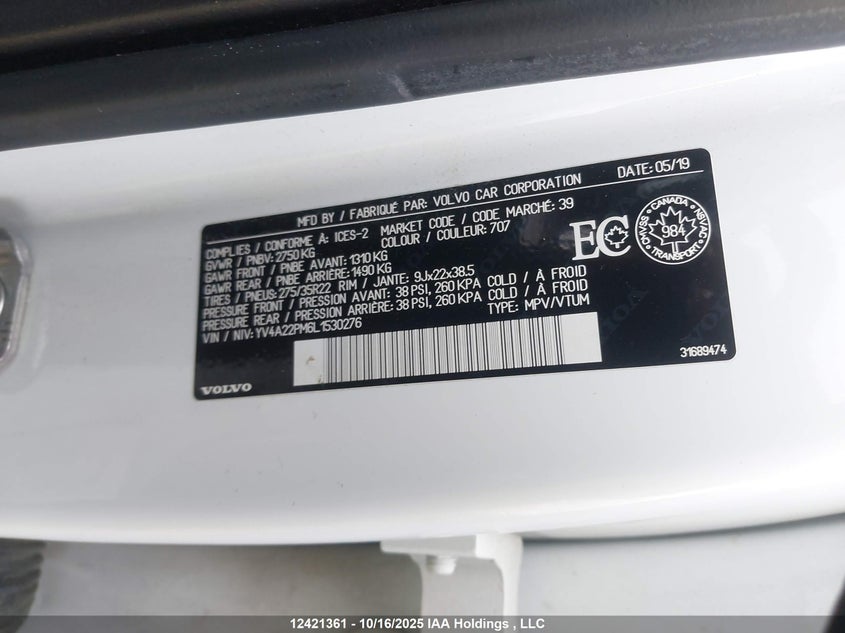 MFD BY / FABRIQUÉ PAR: VOLVO CAR CORPORATION DATE: 05/19
COMPLIES / CONFORME À: ICES-2 MARKET CODE / CODE MARCHÉ: 39
GVWR / PNBV: 2750 KG COLOUR / COULEUR: 707
GAWR FRONT / PNBE AVANT: 1310 KG
GAWR REAR / PNBE ARRIÈRE: 1490 KG
TIRES / PNEUS: 275/35R22 RIM / JANTE: 9Jx22x38.5
PRESSURE FRONT / PRESSION AVANT: 38 PSI, 260 KPA COLD / À FROID
PRESSURE REAR / PRESSION ARRIÈRE: 38 PSI, 260 KPA COLD / À FROID
VIN / NIV: YV4A22PM6L1530276 TYPE: MPV/VTUM
EC
CANADA
CMVSS 984 NSVAC
TRANSPORT
VOLVO
31689474
12421361 - 10/16/2025 IAA Holdings , LLC